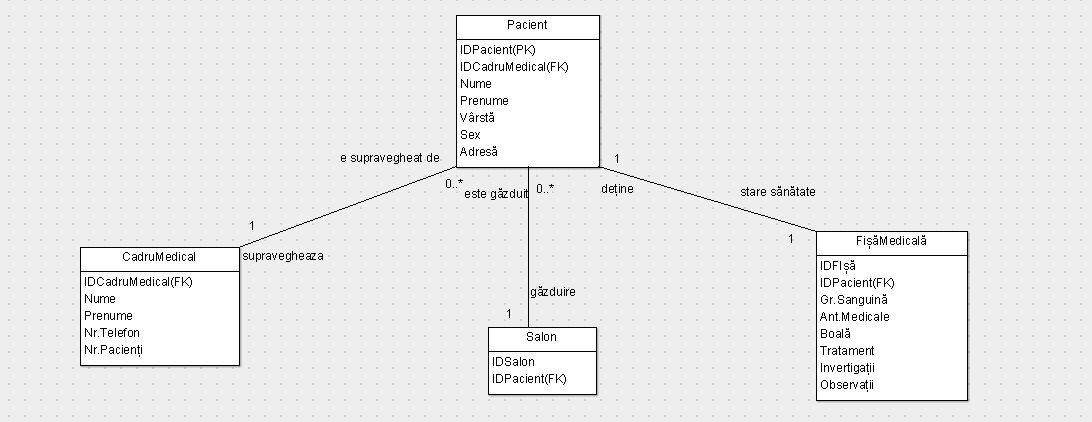 Pacient
IDPacient(PK)
IDCadruMedical(FK)
Nume
Prenume
Vârstă
Sex
Adresă
e supravegheat de
0..*
este găzduit
0..*
1
deține
stare sănătate
1
1
supravegheaza
CadruMedical
IDCadruMedical(FK)
Nume
Prenume
Nr.Telefon
Nr.Pacienți
găzduire
1
Salon
IDSalon
IDPacient(FK)
FișăMedicală
IDFIșă
IDPacient(FK)
Gr.Sanguină
Ant.Medicale
Boală
Tratament
Invertigații
Observații